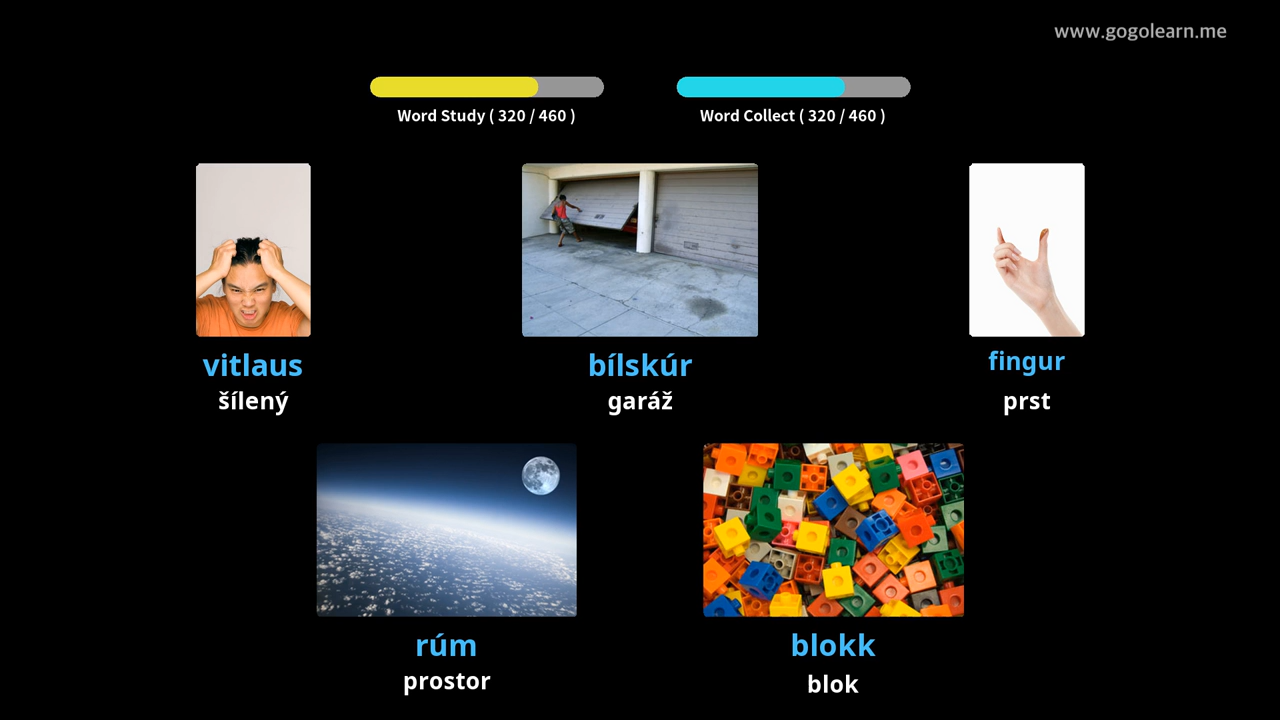 www.gogolearn.me
Word Study ( 320 / 460 )
Word Collect ( 320 / 460 )
vitlaus
šílený
bílskúr
garáž
fingur
prst
rúm
prostor
blokk
blok